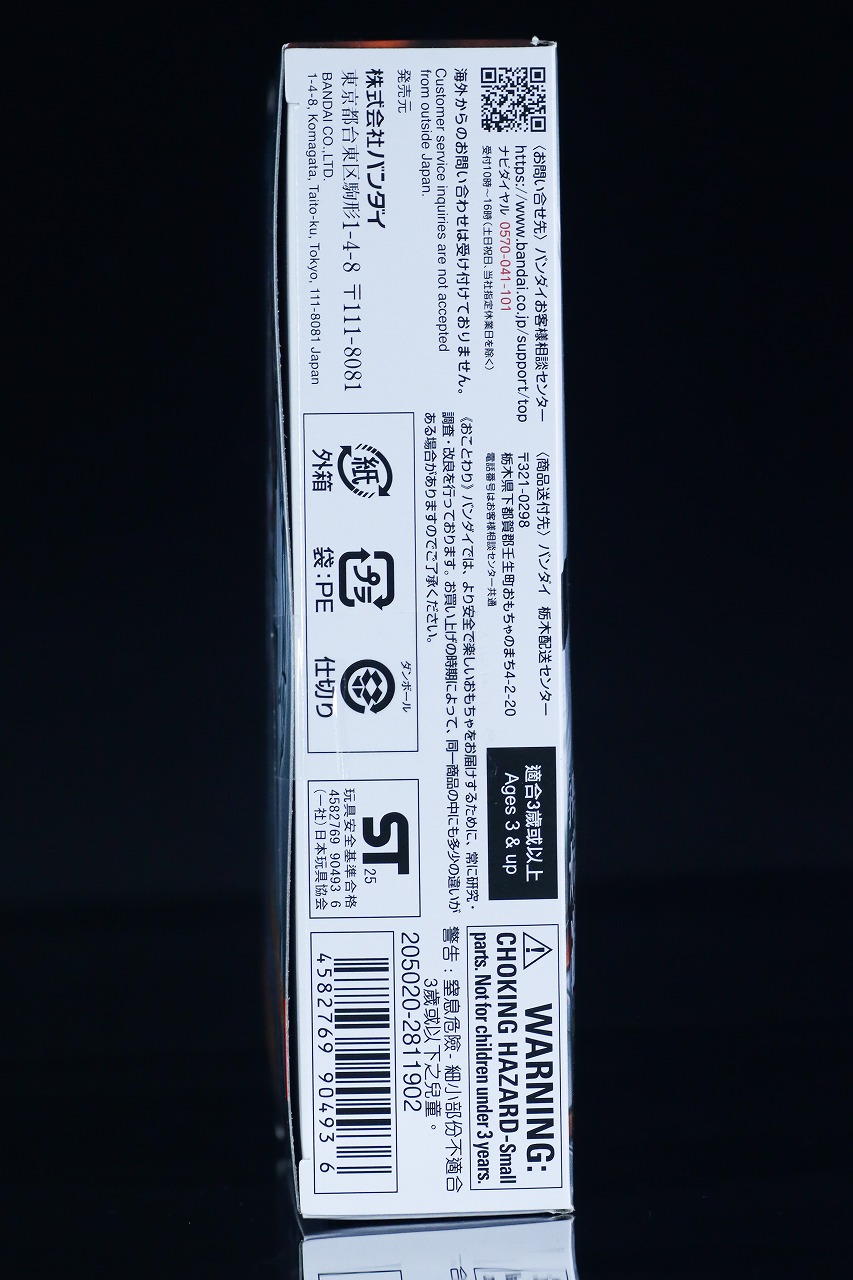 〈お問い合せ先〉バンダイお客様相談センター
https://www.bandai.co.jp/support/top
ナビダイヤル 0570-041-101
受付10時～16時(土日祝日、当社指定休業日を除く)
海外からのお問い合わせは受け付けておりません。
Customer service inquiries are not accepted
from outside Japan.
発売元
株式会社バンダイ
東京都台東区駒形1-4-8 〒111-8081
BANDAI CO.,LTD.
1-4-8, Komagata, Taito-ku, Tokyo, 111-8081 Japan
〈商品送付先〉バンダイ 栃木配送センター
〒321-0298
栃木県下都賀郡壬生町おもちゃのまち4-2-20
電話番号はお客様相談センター共通
《おことわり》バンダイでは、より安全で楽しいおもちゃをお届けするために、常に研究・
調査・改良を行っております。お買い上げの時期によって、同一商品の中にも多少の違いが
ある場合がありますのでご了承ください。
紙
外箱
プラ
袋:PE
ダンボール
仕切り
適合3歲或以上
Ages 3 & up
ST
25
玩具安全基準合格
4582769 90493 6
(一社)日本玩具協会
WARNING:
CHOKING HAZARD-Small
parts. Not for children under 3 years.
警告：窒息危險- 細小部份不適合
3歲或以下之兒童。
205020-2811902
4582769 904936